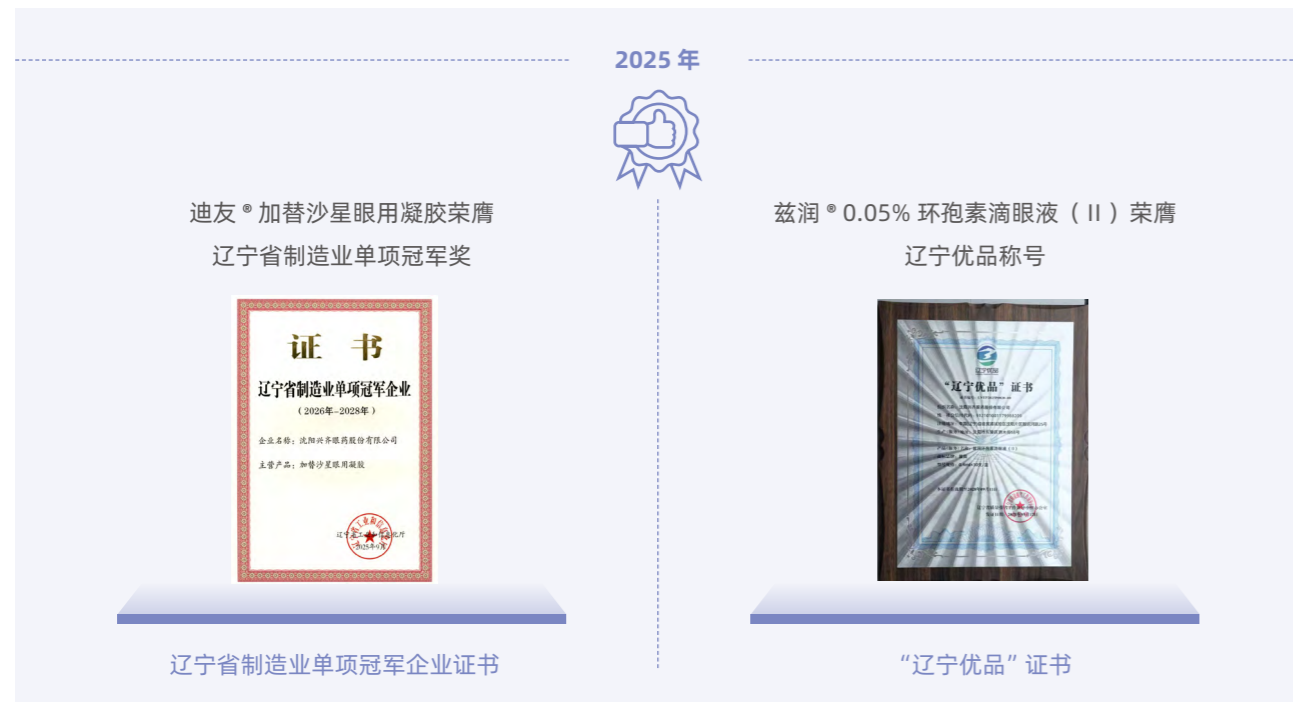 2025 年
迪友 ® 加替沙星眼用凝胶荣膺
辽宁省制造业单项冠军奖
证 书
辽宁省制造业单项冠军企业
（2026年-2028年）
企业名称：沈阳兴齐眼药股份有限公司
主营产品：加替沙星眼用凝胶
2025年9月
辽宁省制造业单项冠军企业证书
兹润 ® 0.05% 环孢素滴眼液（ II ）荣膺
辽宁优品称号
辽宁优品
“辽宁优品”证书
“辽宁优品”证书